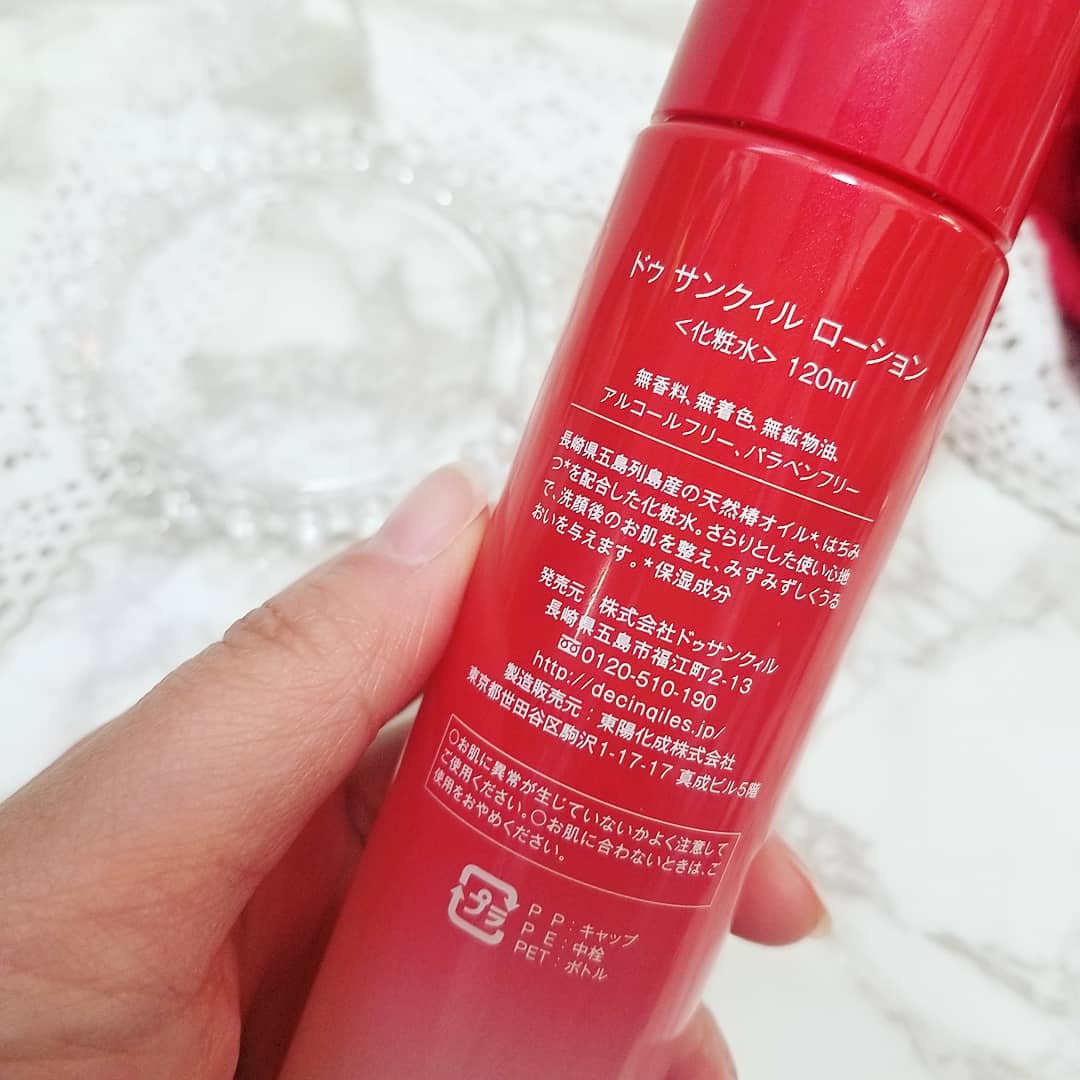 ドゥ サンクィル ローション
<化粧水> 120ml
無香料、無着色、無鉱物油、
アルコールフリー、パラベンフリー
長崎県五島列島産の天然椿オイル*、はちみ
つ*を配合した化粧水。さらりとした使い心地
で、洗顔後のお肌を整え、みずみずしくうる
おいを与えます。*保湿成分
発売元：株式会社ドゥサンクィル
長崎県五島市福江町2-13
0120-510-190
http://decinqiles.jp/
製造販売元：東陽化成株式会社
東京都世田谷区駒沢1-17-17 真成ビル5階
○お肌に異常が生じていないかよく注意して
ご使用ください。○お肌に合わないときは、ご
使用をおやめください。
プラ
PP：キャップ
PE：中栓
PET：ボトル